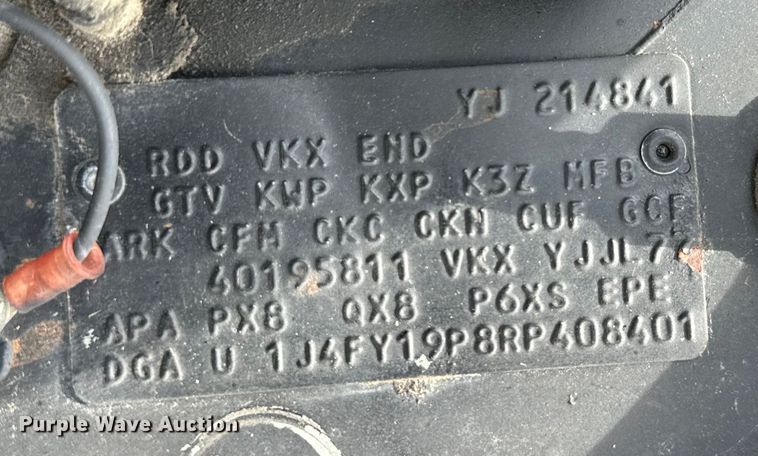 YJ 214841
RDD VKX END
GTV KWP KXP K3Z MFB
ARK CFM CKC CKN CUF GCF
40195811 VKX YJJL77
APA PX8 QX8 P6XS EPE
DGA U 1J4FY19P8RP408401
Purple Wave Auction